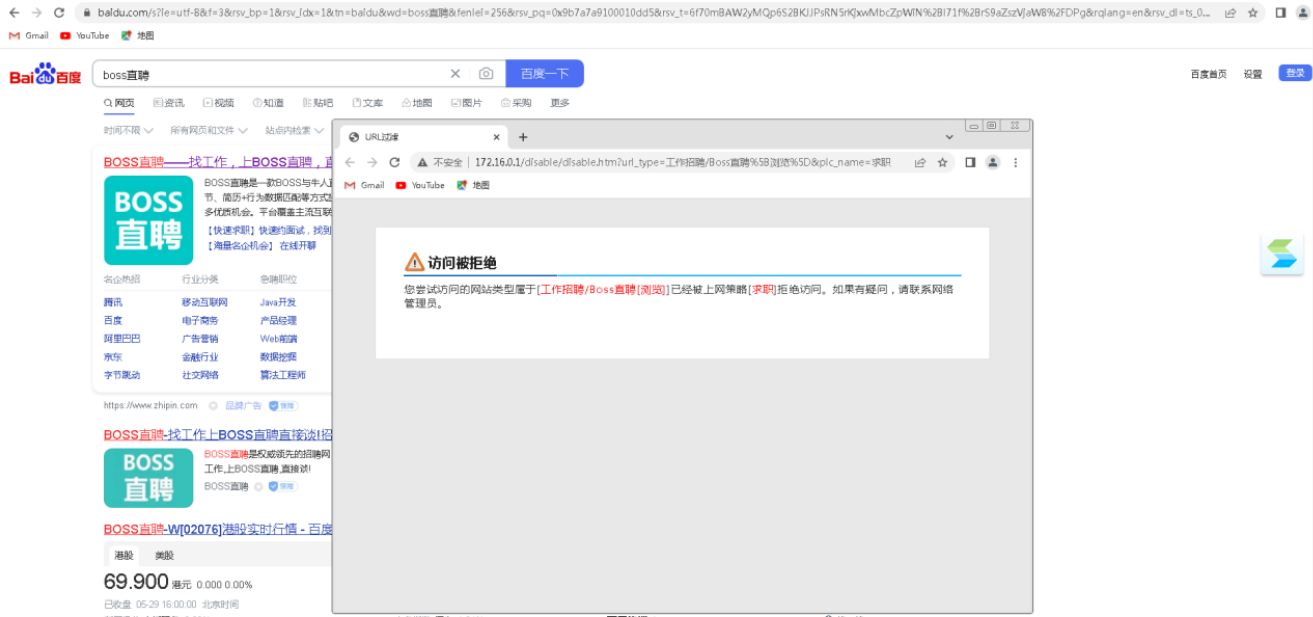 baidu.com/s?ie=utf-8&f=3&rsv_bp=1&rsv_idx=1&tn=baidu&wd=boss直聘&fenlei=256&rsv_pq=0x9b7a7a9100010dd5&rsv_t=6f70mBAW2yMQp6S2BKJJPsRN5rKjxwMbcZpWlN%2Bl71f%2BrS9aZszVjaW8%2FDPg&rqlang=en&rsv_dl=ts_0...
Gmail YouTube 地图
Bai du 百度 boss直聘 百度一下 百度首页 设置 登录
网页 资讯 视频 知道 贴吧 文库 地图 图片 采购 更多
时间不限 所有网页和文件 站点内检索
BOSS直聘——找工作，上BOSS直聘，直
BOSS直聘
BOSS直聘是一款BOSS与牛人
节、简历+行为数据匹配等方式
多优质机会。平台覆盖主流互联
【快速求职】快速约面试，找到
【海量名企机会】 在线开聊
名企热招 行业分类 急聘职位
腾讯 移动互联网 Java开发
百度 电子商务 产品经理
阿里巴巴 广告营销 Web前端
京东 金融行业 数据挖掘
字节跳动 社交网络 算法工程师
https://www.zhipin.com 品牌广告 保障
BOSS直聘-找工作上BOSS直聘直接谈!招
BOSS直聘
BOSS直聘是权威领先的招聘网
工作,上BOSS直聘,直接谈!
BOSS直聘 保障
BOSS直聘-W[02076]港股实时行情 - 百度
港股 美股
69.900 港元 0.000 0.00%
已收盘 05-29 16:00:00 北京时间
URL过滤
不安全 | 172.16.0.1/disable/disable.htm?url_type=工作招聘/Boss直聘%5B浏览%5D&plc_name=求职
Gmail YouTube 地图
访问被拒绝
您尝试访问的网站类型属于[工作招聘/Boss直聘[浏览]]已经被上网策略[求职]拒绝访问。如果有疑问，请联系网络
管理员。